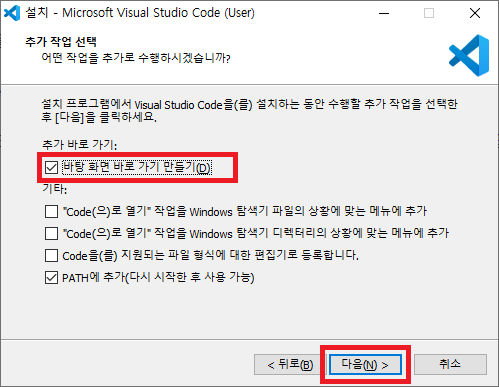 설치 - Microsoft Visual Studio Code (User)
추가 작업 선택
어떤 작업을 추가로 수행하시겠습니까?
설치 프로그램에서 Visual Studio Code을(를) 설치하는 동안 수행할 추가 작업을 선택한
후 [다음]을 클릭하세요.
추가 바로 가기:
바탕 화면 바로 가기 만들기(D)
기타:
"Code(으)로 열기" 작업을 Windows 탐색기 파일의 상황에 맞는 메뉴에 추가
"Code(으)로 열기" 작업을 Windows 탐색기 디렉터리의 상황에 맞는 메뉴에 추가
Code을(를) 지원되는 파일 형식에 대한 편집기로 등록합니다.
PATH에 추가(다시 시작한 후 사용 가능)
< 뒤로(B)
다음(N) >
취소